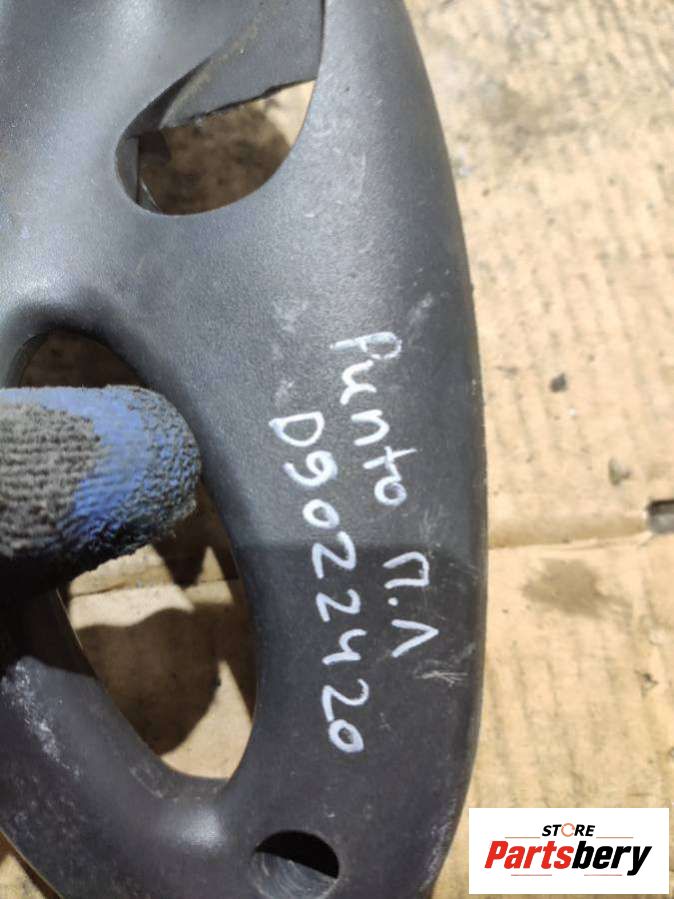 Punto П.Л
D9022420
STORE
Partsbery